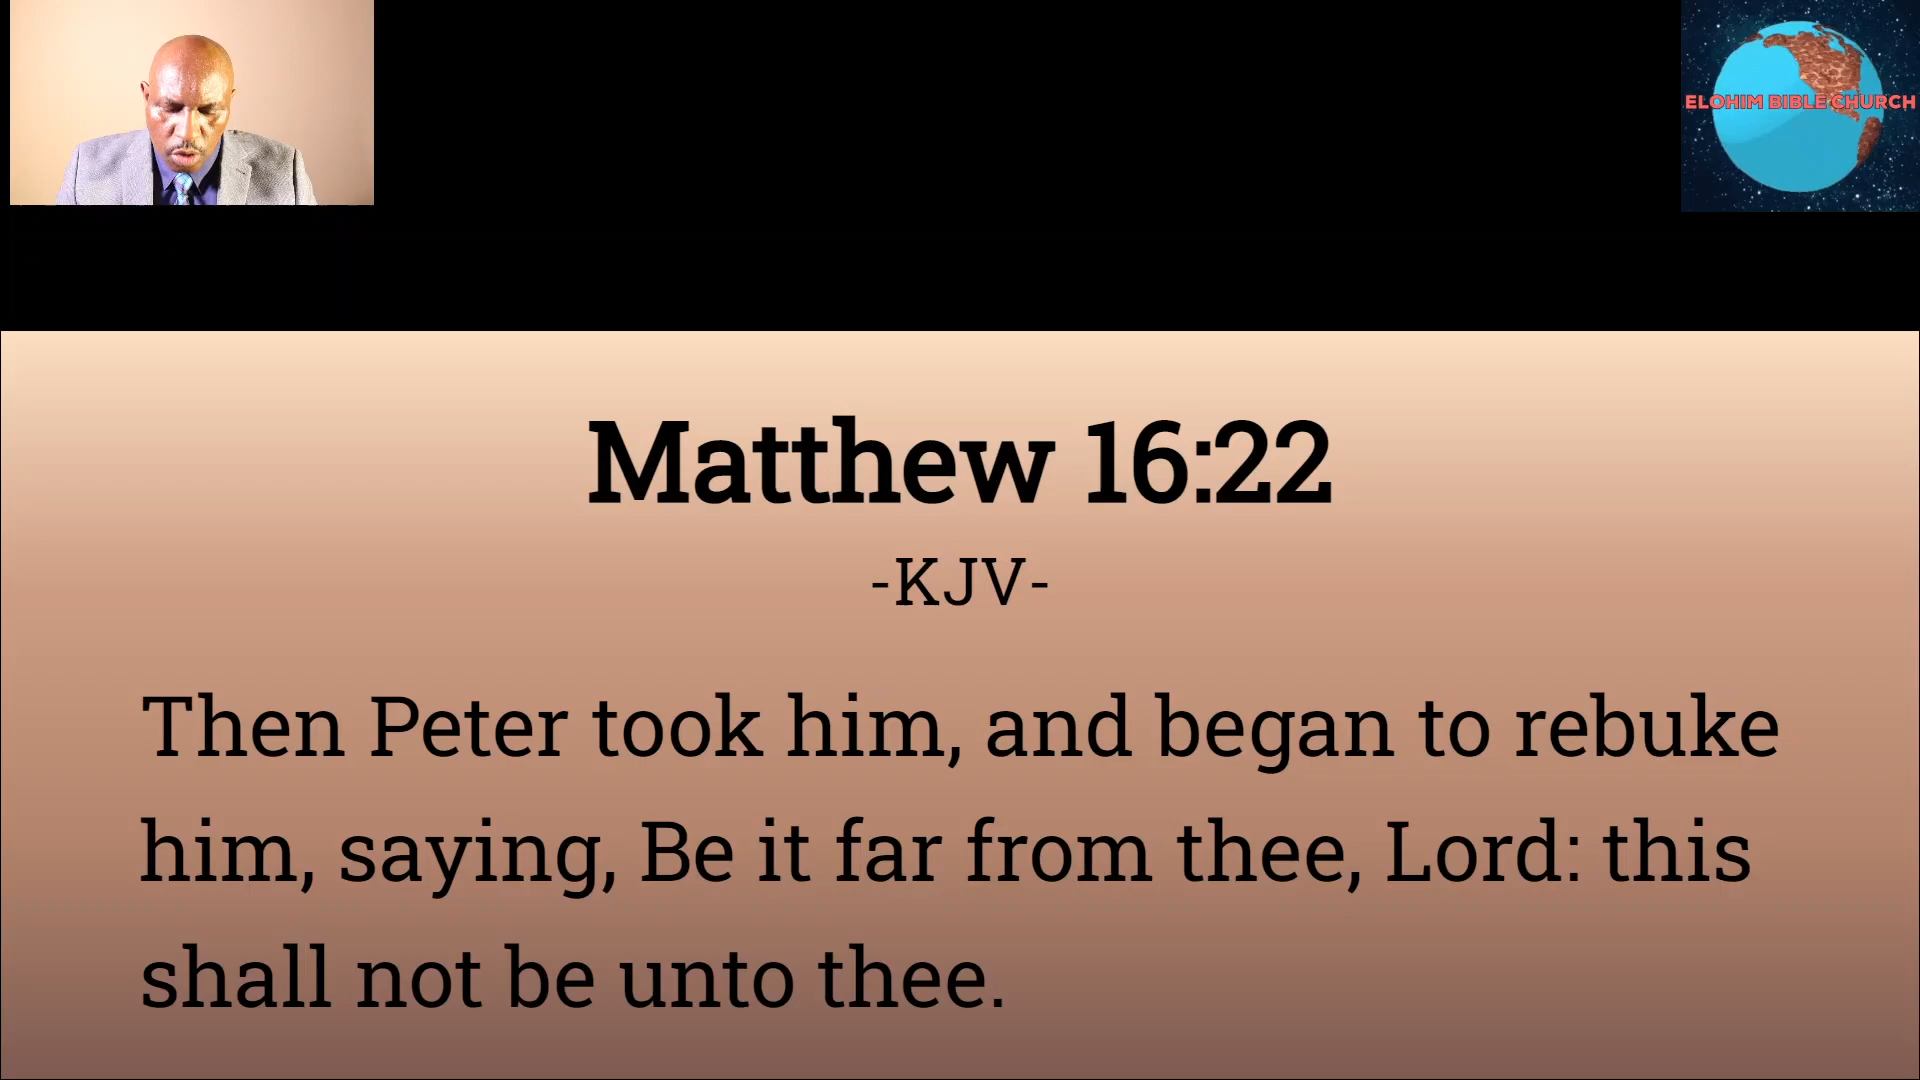 ELOHIM BIBLE CHURCH
Matthew 16:22
-KJV-
Then Peter took him, and began to rebuke
him, saying, Be it far from thee, Lord: this
shall not be unto thee.